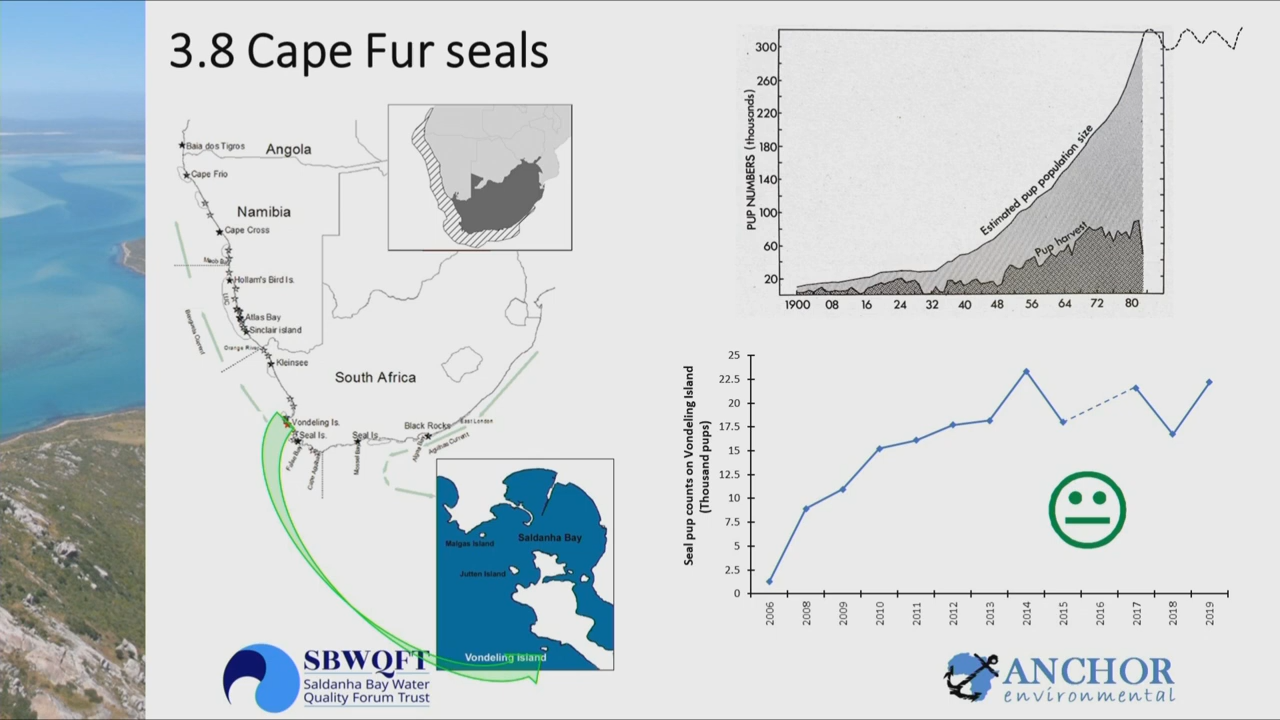 3.8 Cape Fur seals
Baia dos Tigros
Angola
Cape Frio
Namibia
Cape Cross
Hollam's Bird Is.
Atlas Bay
Sinclair island
Orange River
Kleinsee
Benguela Current
South Africa
Vondeling Is.
Seal Is.
Seal Is.
Black Rocks
East London
Agulhas Current
Saldanha Bay
Malgas Island
Jutten Island
Vondeling Island
SBWQFT
Saldanha Bay Water
Quality Forum Trust
PUP NUMBERS (thousands)
300
260
220
180
140
100
60
20
1900 08 16 24 32 40 48 56 64 72 80
Estimated pup population size
Pup harvest
Seal pup counts on Vondeling Island
(Thousand pups)
25
22.5
20
17.5
15
12.5
10
7.5
5
2.5
0
2006 2008 2009 2010 2011 2012 2013 2014 2015 2016 2017 2018 2019
ANCHOR
environmental